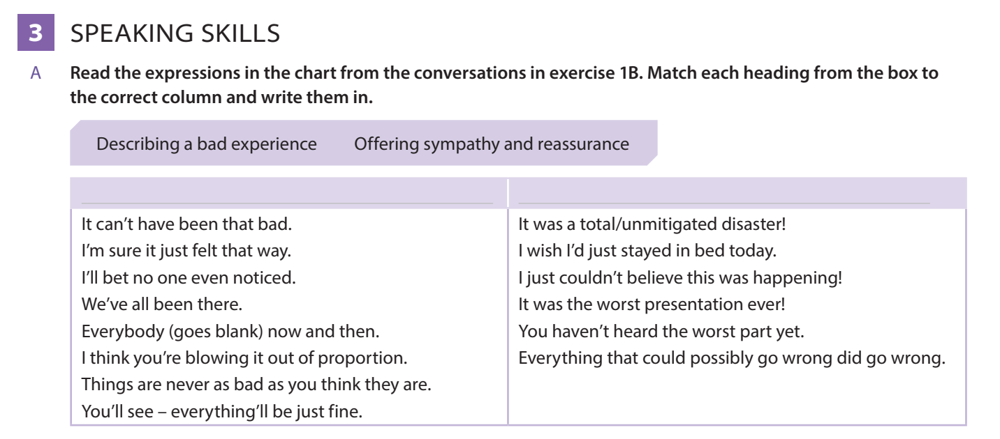 3 SPEAKING SKILLS
A Read the expressions in the chart from the conversations in exercise 1B. Match each heading from the box to
the correct column and write them in.
Describing a bad experience Offering sympathy and reassurance
It can’t have been that bad.
I’m sure it just felt that way.
I’ll bet no one even noticed.
We’ve all been there.
Everybody (goes blank) now and then.
I think you’re blowing it out of proportion.
Things are never as bad as you think they are.
You’ll see – everything’ll be just fine.
It was a total/unmitigated disaster!
I wish I’d just stayed in bed today.
I just couldn’t believe this was happening!
It was the worst presentation ever!
You haven’t heard the worst part yet.
Everything that could possibly go wrong did go wrong.